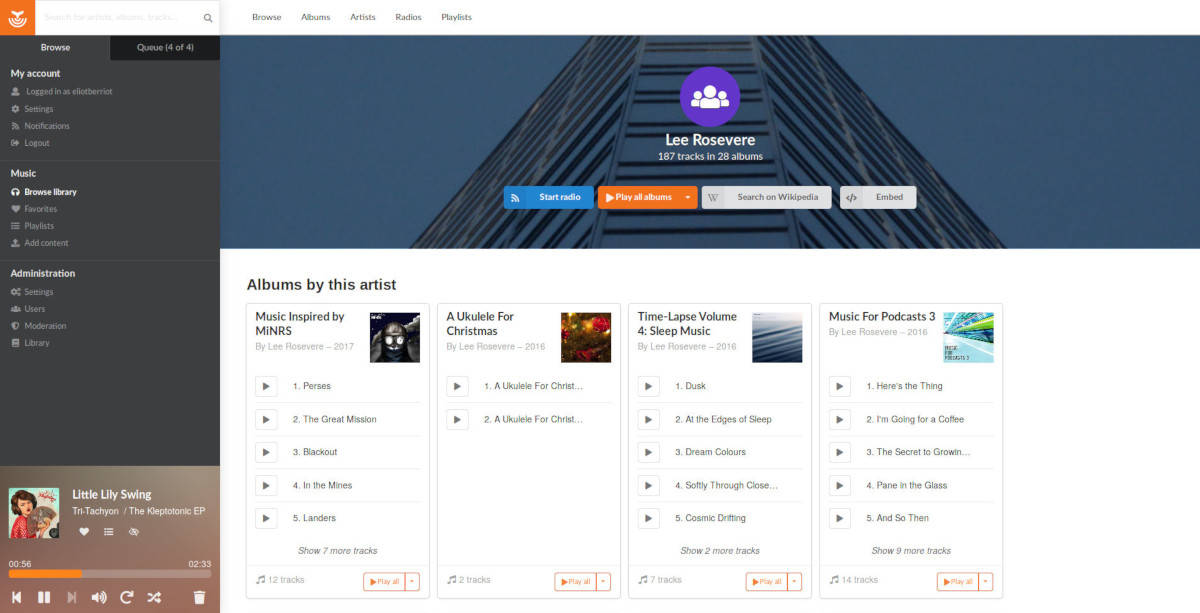 Search for artists, albums, tracks...
Browse Albums Artists Radios Playlists
Browse Queue (4 of 4)
My account
Logged in as eliotberriot
Settings
Notifications
Logout
Music
Browse library
Favorites
Playlists
Add content
Administration
Settings
Users
Moderation
Library
Little Lily Swing
Tri-Tachyon / The Kleptotonic EP
00:56 02:33
Lee Rosevere
187 tracks in 28 albums
Start radio
Play all albums
W Search on Wikipedia
</> Embed
Albums by this artist
Music Inspired by
MiNRS
By Lee Rosevere – 2017
1. Perses
2. The Great Mission
3. Blackout
4. In the Mines
5. Landers
Show 7 more tracks
12 tracks
Play all
A Ukulele For
Christmas
By Lee Rosevere – 2016
1. A Ukulele For Christ...
2. A Ukulele For Christ...
2 tracks
Play all
Time-Lapse Volume
4: Sleep Music
By Lee Rosevere – 2016
1. Dusk
2. At the Edges of Sleep
3. Dream Colours
4. Softly Through Close...
5. Cosmic Drifting
Show 2 more tracks
7 tracks
Play all
Music For Podcasts 3
By Lee Rosevere – 2016
MUSIC
FOR
PODCASTS 3
1. Here's the Thing
2. I'm Going for a Coffee
3. The Secret to Growin...
4. Pane in the Glass
5. And So Then
Show 9 more tracks
14 tracks
Play all